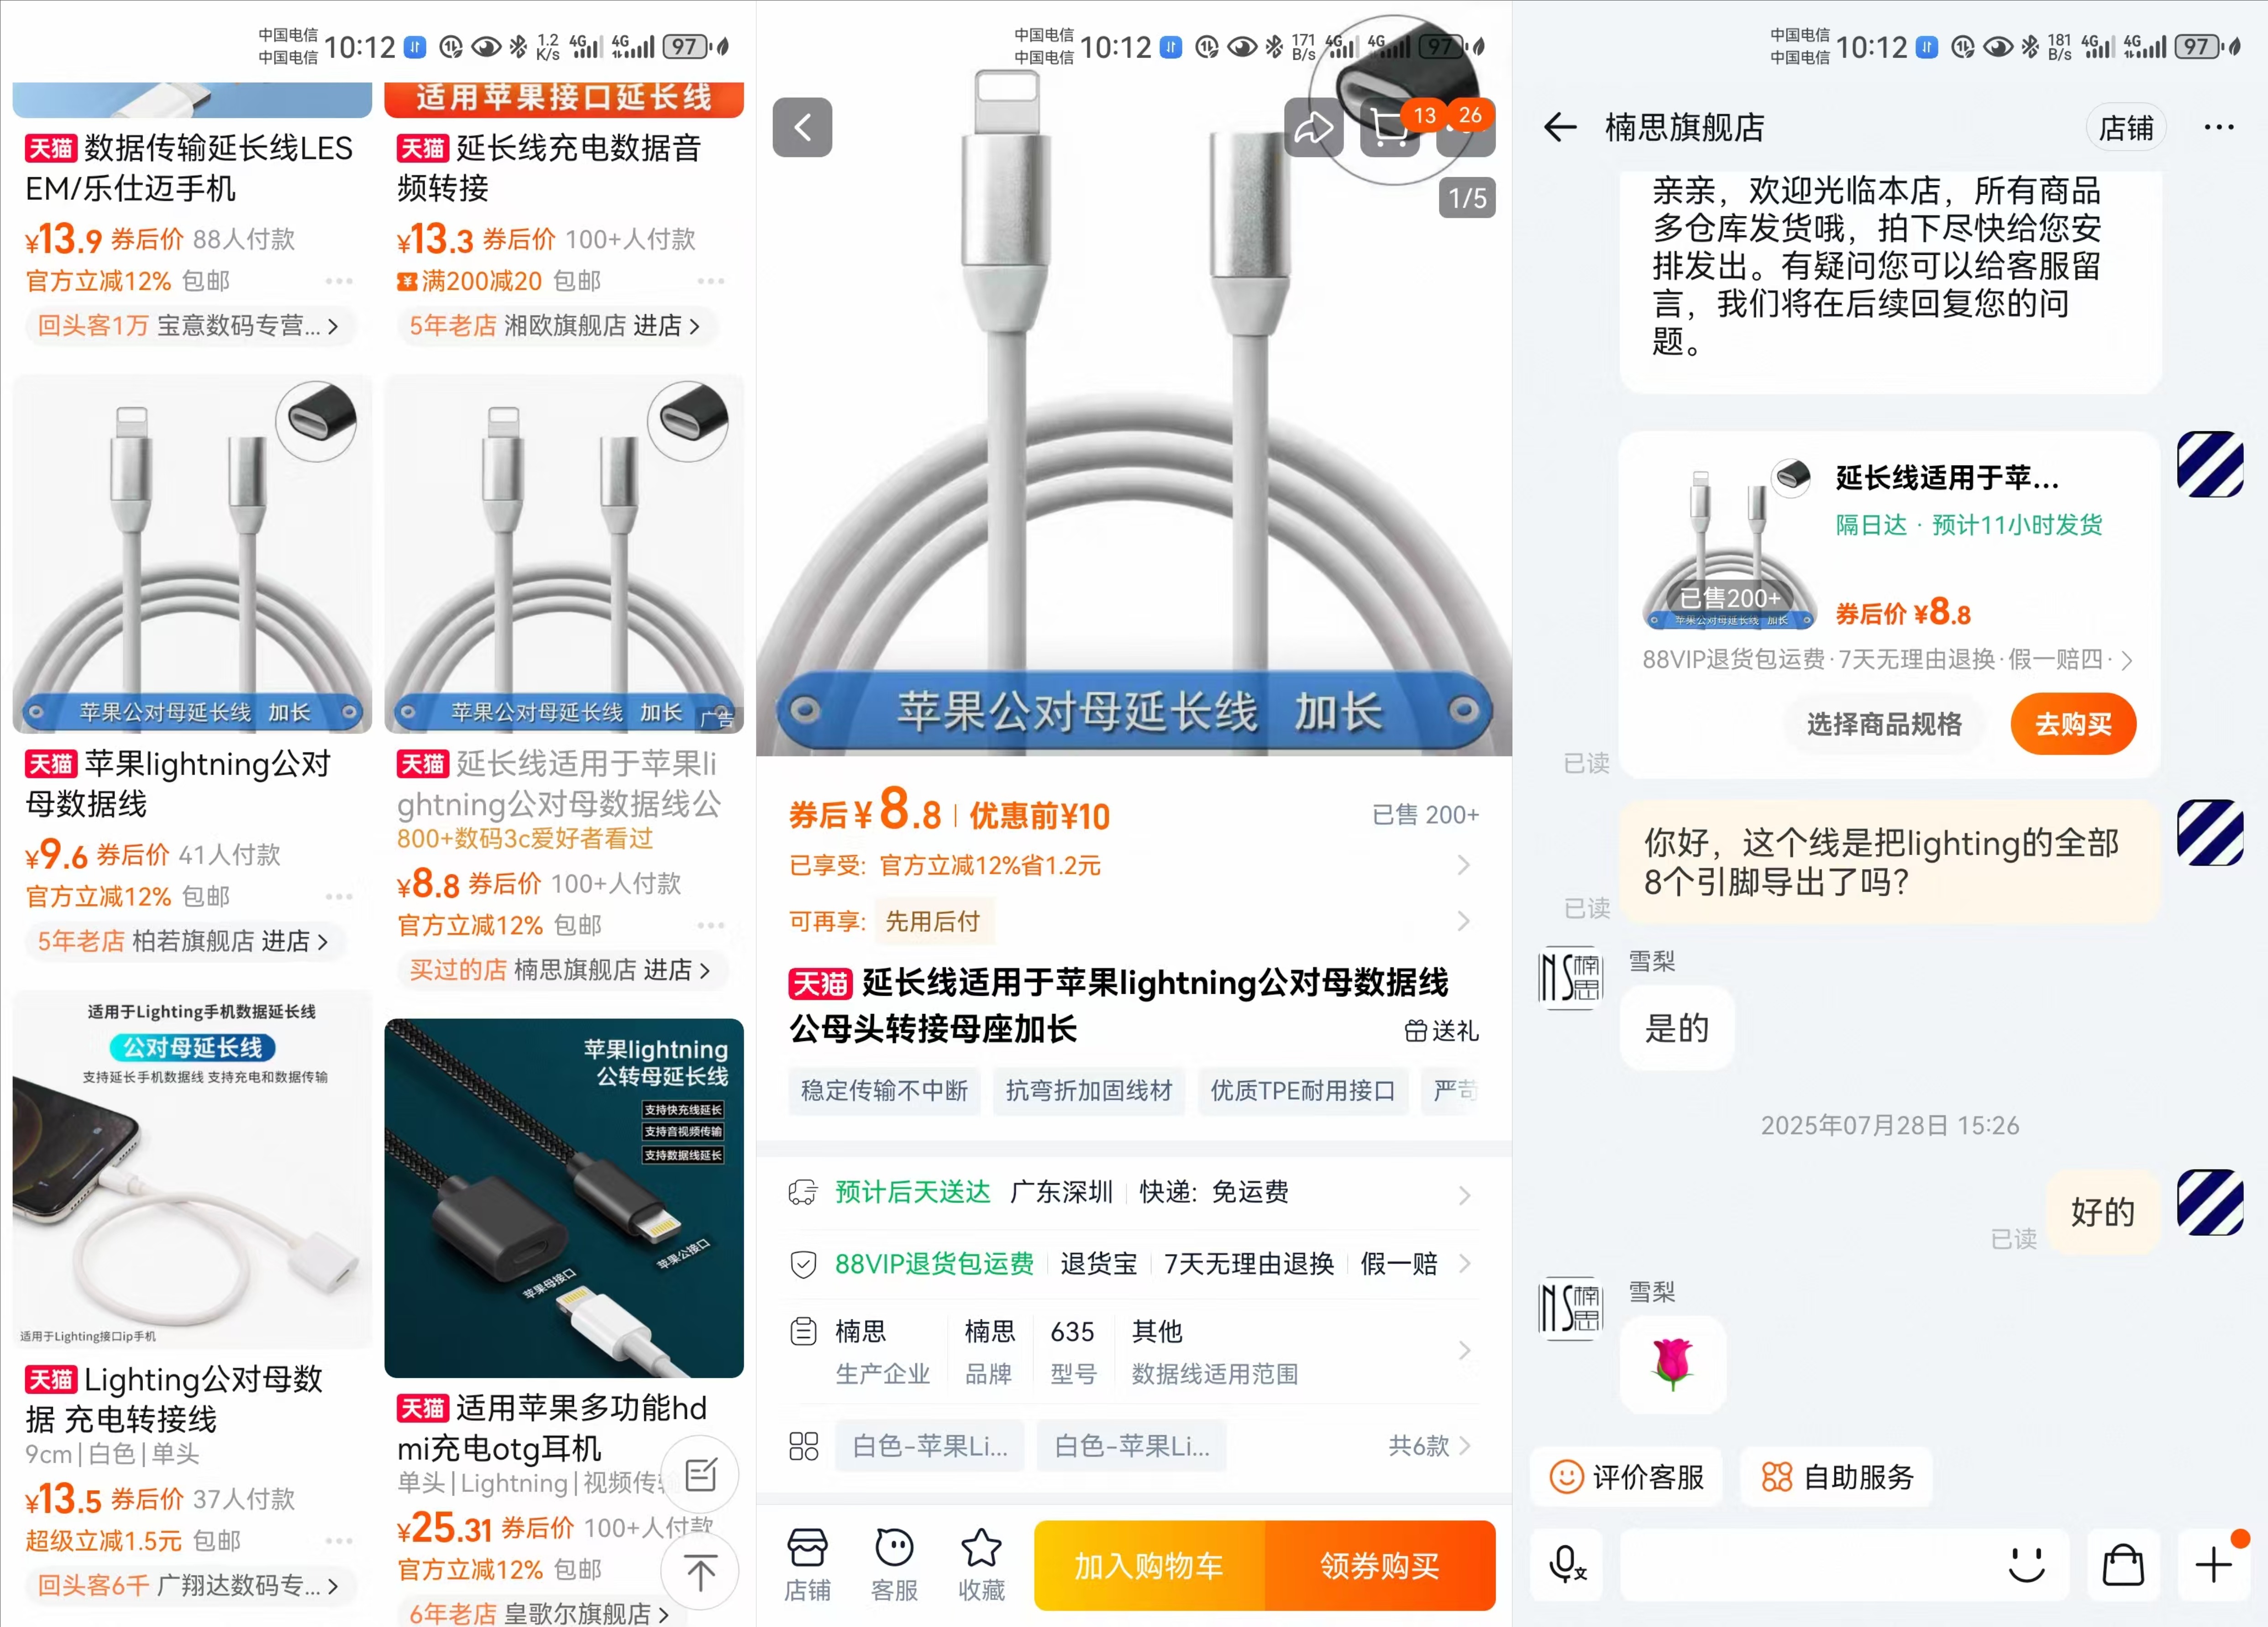 中国电信
中国电信
10:12
1.2
K/s
4G
4G
97
适用苹果接口延长线
天猫 数据传输延长线LES
EEM/乐仕迈手机
¥13.9 券后价 88人付款
官方立减12% 包邮
回头客1万 宝意数码专营...
天猫 延长线充电数据音
频转接
¥13.3 券后价 100+人付款
满200减20 包邮
5年老店 湘欧旗舰店 进店
苹果公对母延长线 加长
天猫 苹果lightning公对
母数据线
¥9.6 券后价 41人付款
官方立减12% 包邮
5年老店 柏若旗舰店 进店
苹果公对母延长线 加长
广告
天猫 延长线适用于苹果li
ghtning公对母数据线公
800+数码3c爱好者看过
¥8.8 券后价 100+人付款
官方立减12% 包邮
买过的店 楠思旗舰店 进店
适用于Lighting手机数据延长线
公对母延长线
支持延长手机数据线 支持充电和数据传输
适用于Lighting接口ip手机
天猫 Lighting公对母数
据 充电转接线
9cm|白色|单头
¥13.5 券后价 37人付款
超级立减1.5元 包邮
回头客6千 广翔达数码专...
苹果lightning
公转母延长线
支持快充线延长
支持音视频传输
支持数据线延长
苹果公接口
苹果母接口
天猫 适用苹果多功能hd
mi充电otg耳机
单头|Lightning|视频传
¥25.31 券后价 100+人付款
官方立减12% 包邮
6年老店 皇歌尔旗舰店
中国电信
中国电信
10:12
171
B/s
4G
4G
97
13
26
1/5
苹果公对母延长线 加长
券后¥8.8 | 优惠前¥10
已售 200+
已享受: 官方立减12%省1.2元
可再享: 先用后付
天猫 延长线适用于苹果lightning公对母数据线
公母头转接母座加长
送礼
稳定传输不中断 抗弯折加固线材 优质TPE耐用接口 严苛
预计后天送达 广东深圳 | 快递: 免运费
88VIP退货包运费 | 退货宝 | 7天无理由退换 | 假一赔
楠思 楠思 635 其他
生产企业 品牌 型号 数据线适用范围
白色-苹果Li... 白色-苹果Li... 共6款
店铺 客服 收藏
加入购物车 领券购买
中国电信
中国电信
10:12
181
B/s
4G
4G
97
楠思旗舰店
店铺
亲亲，欢迎光临本店，所有商品
多仓库发货哦，拍下尽快给您安
排发出。有疑问您可以给客服留
言，我们将在后续回复您的问
题。
延长线适用于苹...
隔日达 · 预计11小时发货
已售200+
苹果公对母延长线 加长
券后价 ¥8.8
88VIP退货包运费·7天无理由退换·假一赔四·
选择商品规格 去购买
已读
你好，这个线是把lighting的全部
8个引脚导出了吗?
已读
NS楠思
雪梨
是的
2025年07月28日 15:26
好的
已读
NS楠思
雪梨
评价客服 自助服务
文